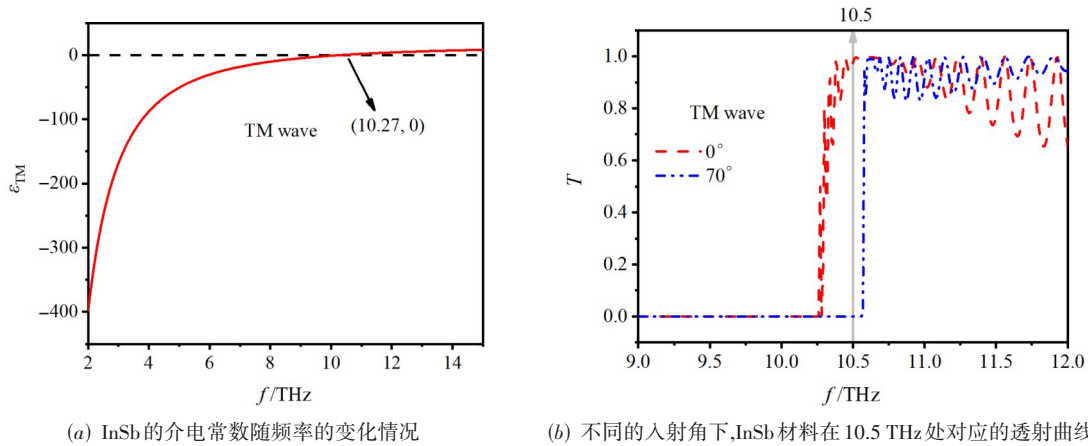 0
−100
−200
−300
−400
ε_TM
TM wave
(10.27, 0)
2 4 6 8 10 12 14
f /THz
(a) InSb的介电常数随频率的变化情况
10.5
1.0
0.8
0.6
0.4
0.2
0.0
T
TM wave
0°
70°
10.5
9.0 9.5 10.0 10.5 11.0 11.5 12.0
f /THz
(b) 不同的入射角下,InSb材料在10.5 THz处对应的透射曲线